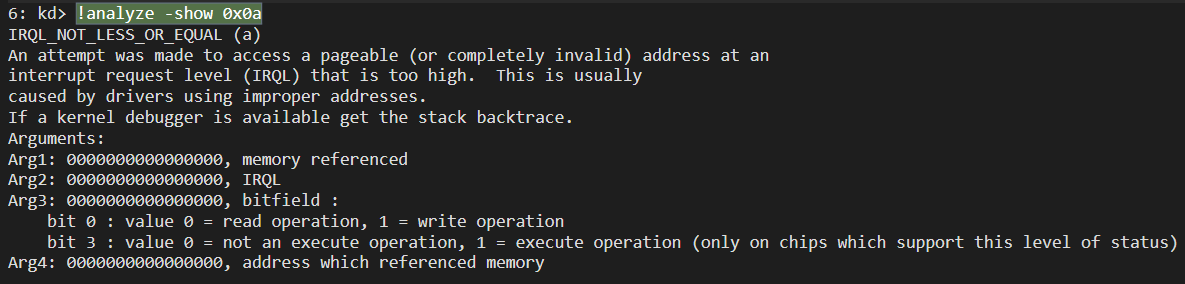 6: kd> !analyze -show 0x0a
IRQL_NOT_LESS_OR_EQUAL (a)
An attempt was made to access a pageable (or completely invalid) address at an
interrupt request level (IRQL) that is too high.  This is usually
caused by drivers using improper addresses.
If a kernel debugger is available get the stack backtrace.
Arguments:
Arg1: 0000000000000000, memory referenced
Arg2: 0000000000000000, IRQL
Arg3: 0000000000000000, bitfield :
    bit 0 : value 0 = read operation, 1 = write operation
    bit 3 : value 0 = not an execute operation, 1 = execute operation (only on chips which support this level of status)
Arg4: 0000000000000000, address which referenced memory